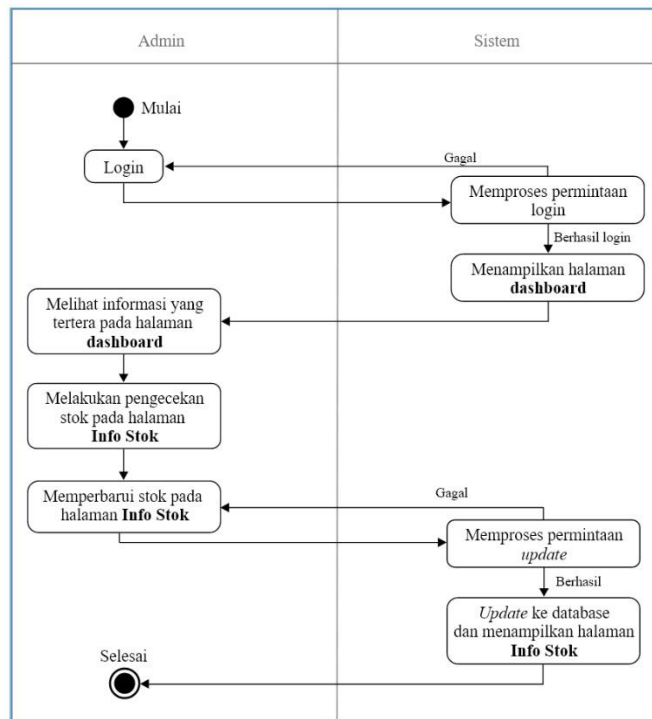 Admin
Sistem
Mulai
Login
Gagal
Memproses permintaan
login
Berhasil login
Menampilkan halaman
dashboard
Melihat informasi yang
tertera pada halaman
dashboard
Melakukan pengecekan
stok pada halaman
Info Stok
Memperbarui stok pada
halaman Info Stok
Gagal
Memproses permintaan
update
Berhasil
Update ke database
dan menampilkan halaman
Info Stok
Selesai